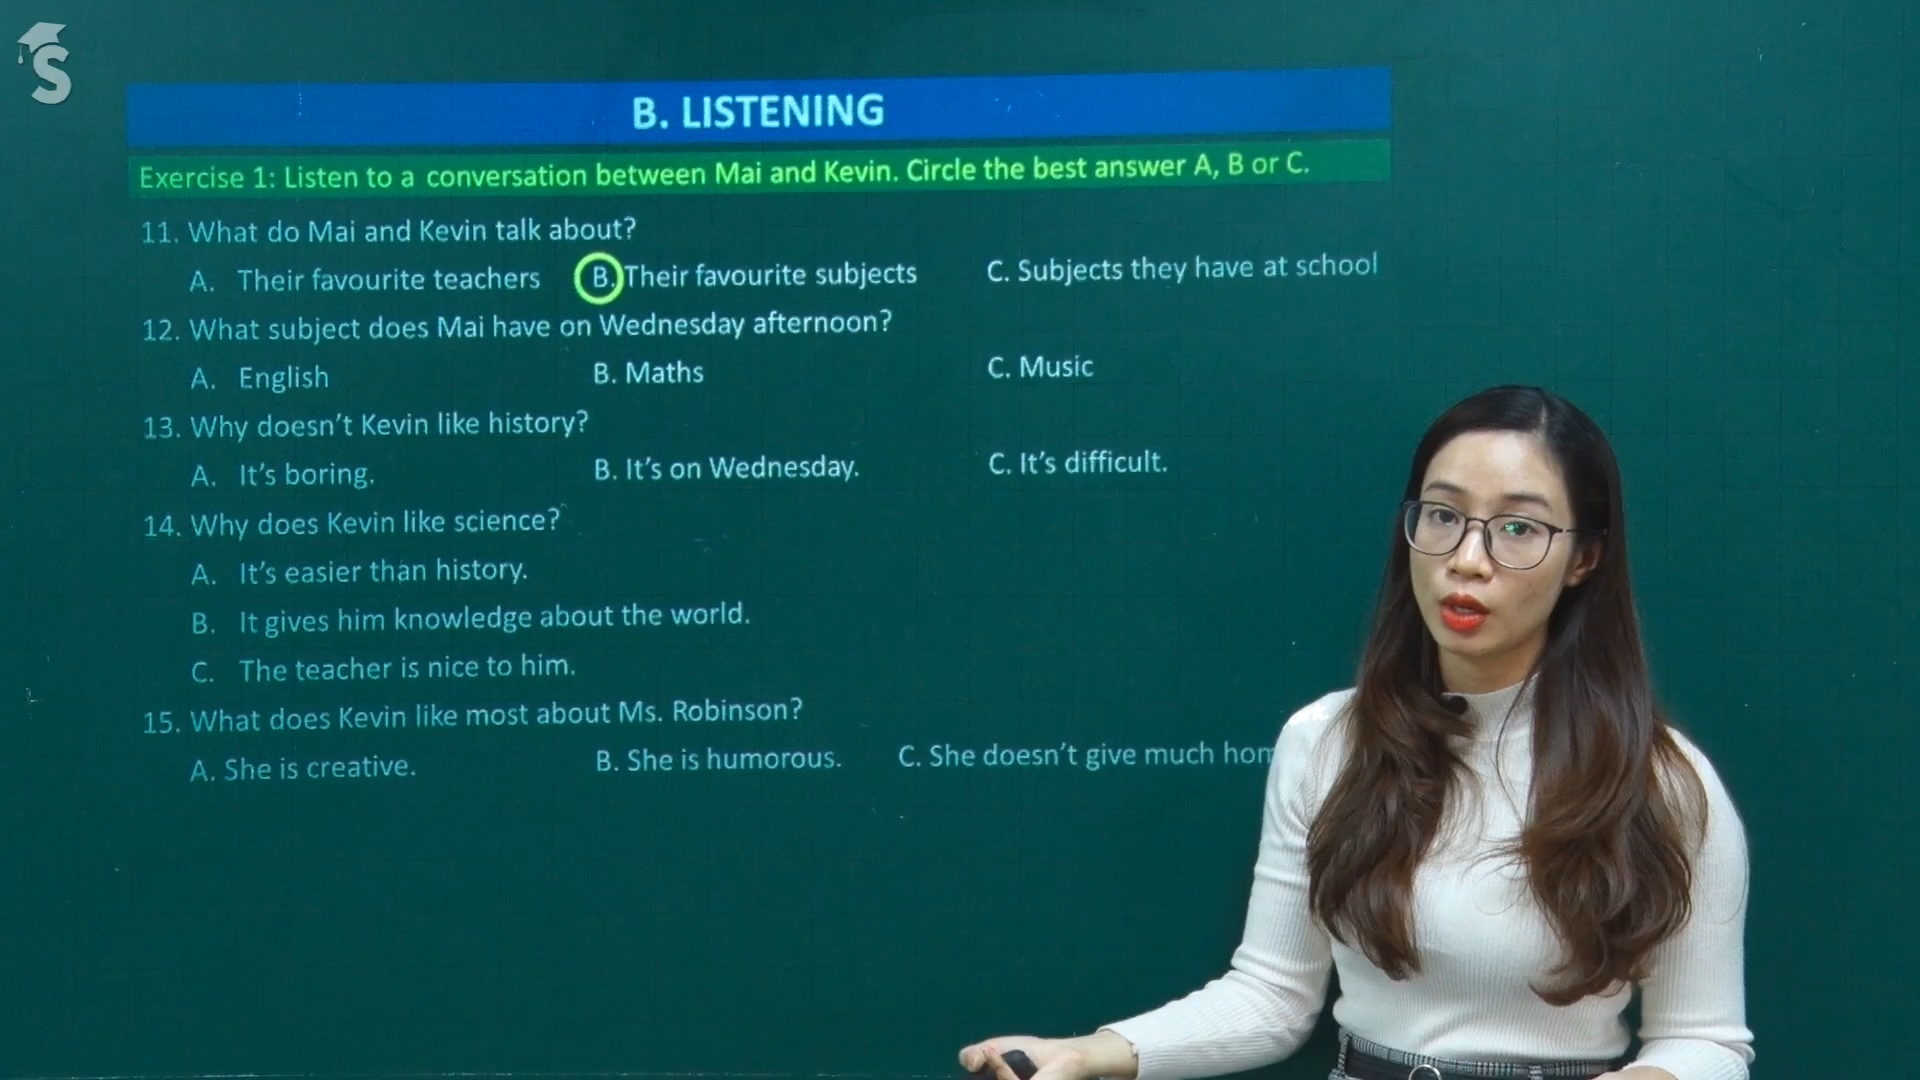 S
B. LISTENING
Exercise 1: Listen to a conversation between Mai and Kevin. Circle the best answer A, B or C.
11. What do Mai and Kevin talk about?
A. Their favourite teachers B. Their favourite subjects C. Subjects they have at school
12. What subject does Mai have on Wednesday afternoon?
A. English B. Maths C. Music
13. Why doesn't Kevin like history?
A. It's boring. B. It's on Wednesday. C. It's difficult.
14. Why does Kevin like science?
A. It's easier than history.
B. It gives him knowledge about the world.
C. The teacher is nice to him.
15. What does Kevin like most about Ms. Robinson?
A. She is creative. B. She is humorous. C. She doesn't give much